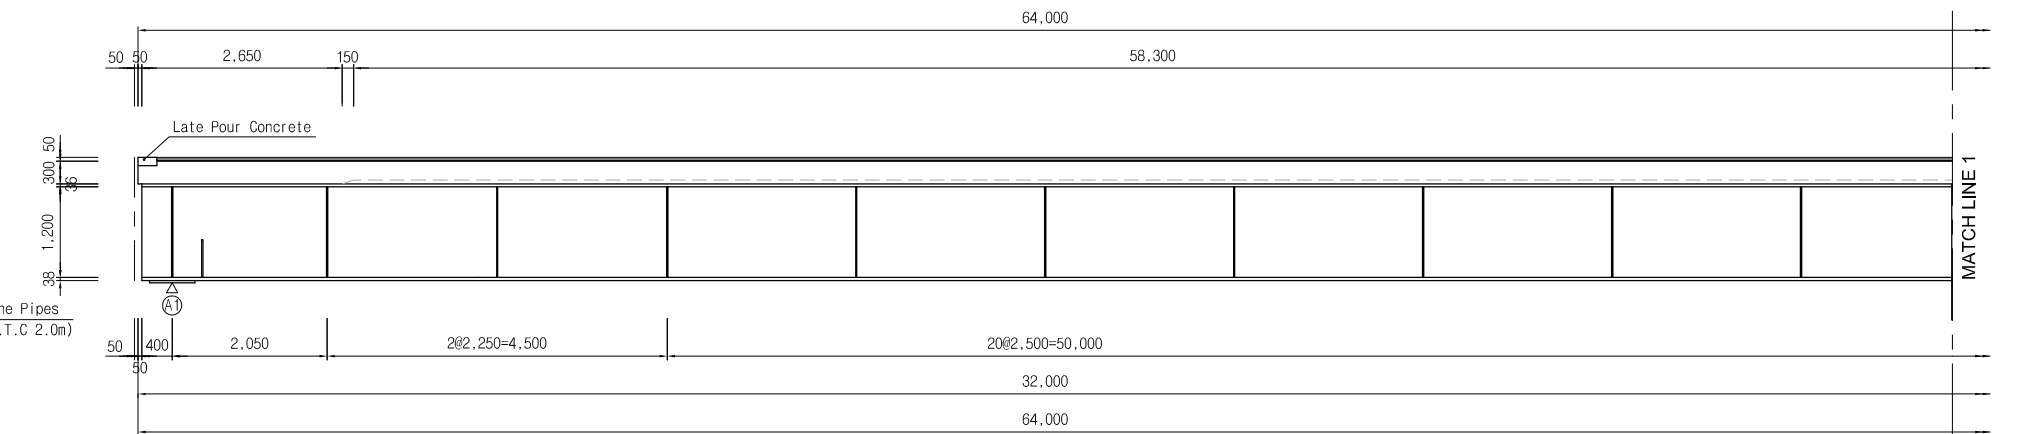 64,000
50 50 2,650 150 58,300
Late Pour Concrete
50
300
36
1,200
38
MATCH LINE 1
A1
ne Pipes
.T.C 2.0m)
50 400 2,050 2@2,250=4,500 20@2,500=50,000
50
32,000
64,000